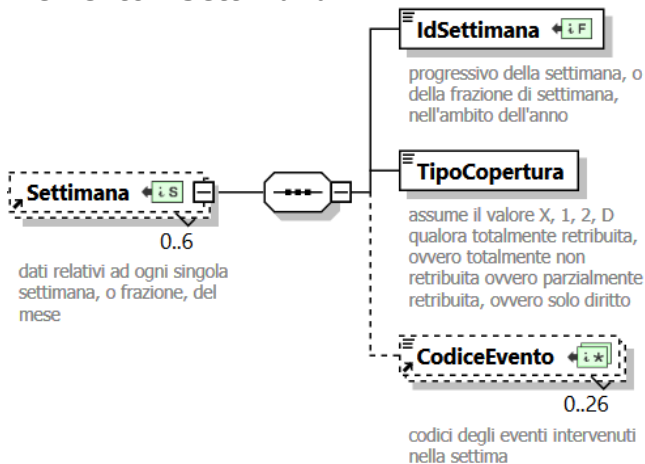 IdSettimana
i F
progressivo della settimana, o
della frazione di settimana,
nell'ambito dell'anno
TipoCopertura
assume il valore X, 1, 2, D
qualora totalmente retribuita,
ovvero totalmente non
retribuita ovvero parzialmente
retribuita, ovvero solo diritto
Settimana
i S
0..6
dati relativi ad ogni singola
settimana, o frazione, del
mese
CodiceEvento
i *
0..26
codici degli eventi intervenuti
nella settima